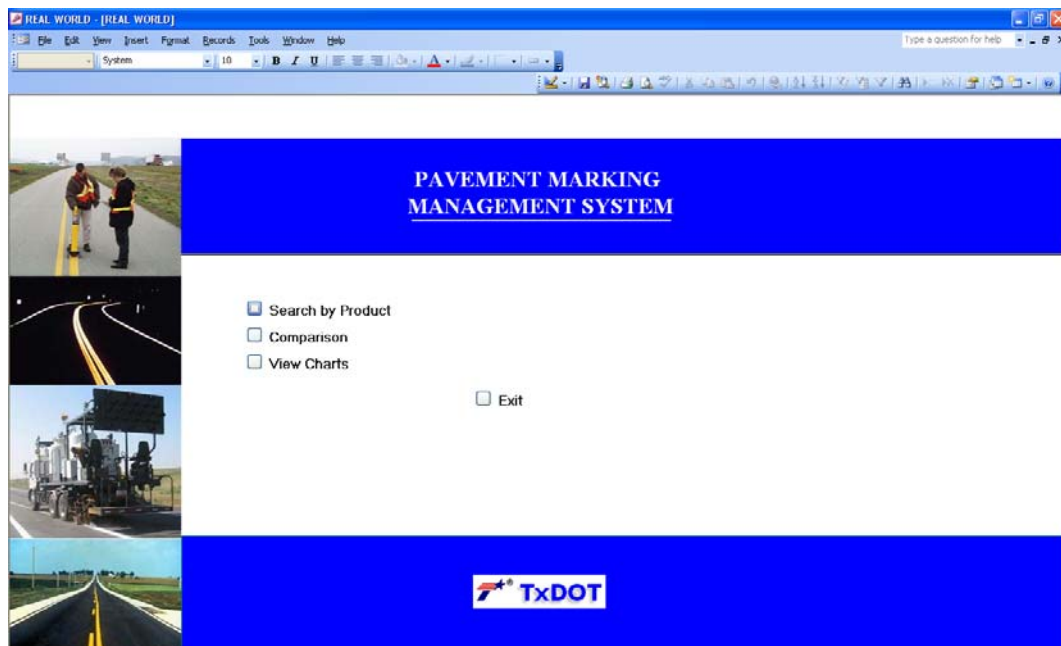 REAL WORLD - [REAL WORLD]
File Edit View Insert Format Records Tools Window Help
Type a question for help
System 10 B I U A
PAVEMENT MARKING
MANAGEMENT SYSTEM
Search by Product
Comparison
View Charts
Exit
TxDOT